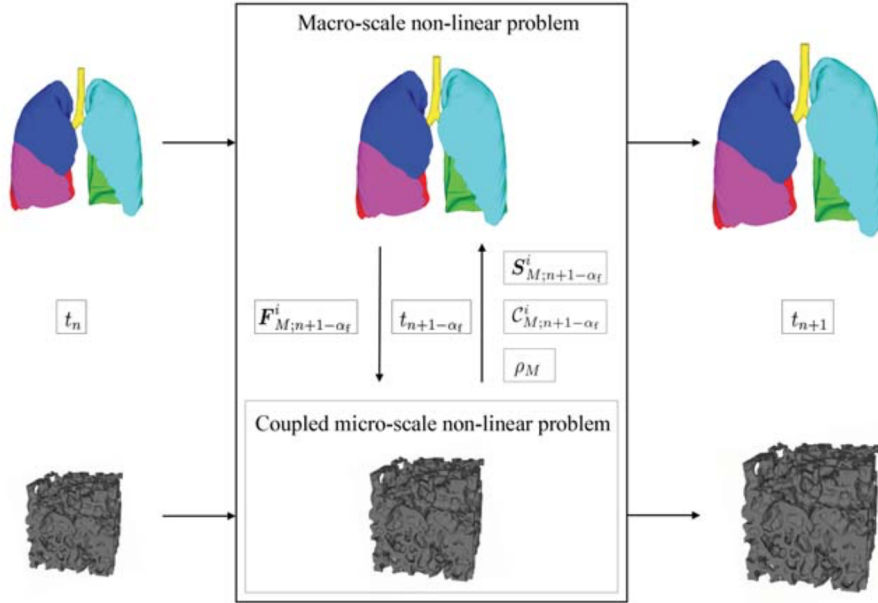 Macro-scale non-linear problem
S^i_{M;n+1-α_f}
t_n F^i_{M;n+1-α_f} t_{n+1-α_f} C^i_{M;n+1-α_f} t_{n+1}
ρ_M
Coupled micro-scale non-linear problem